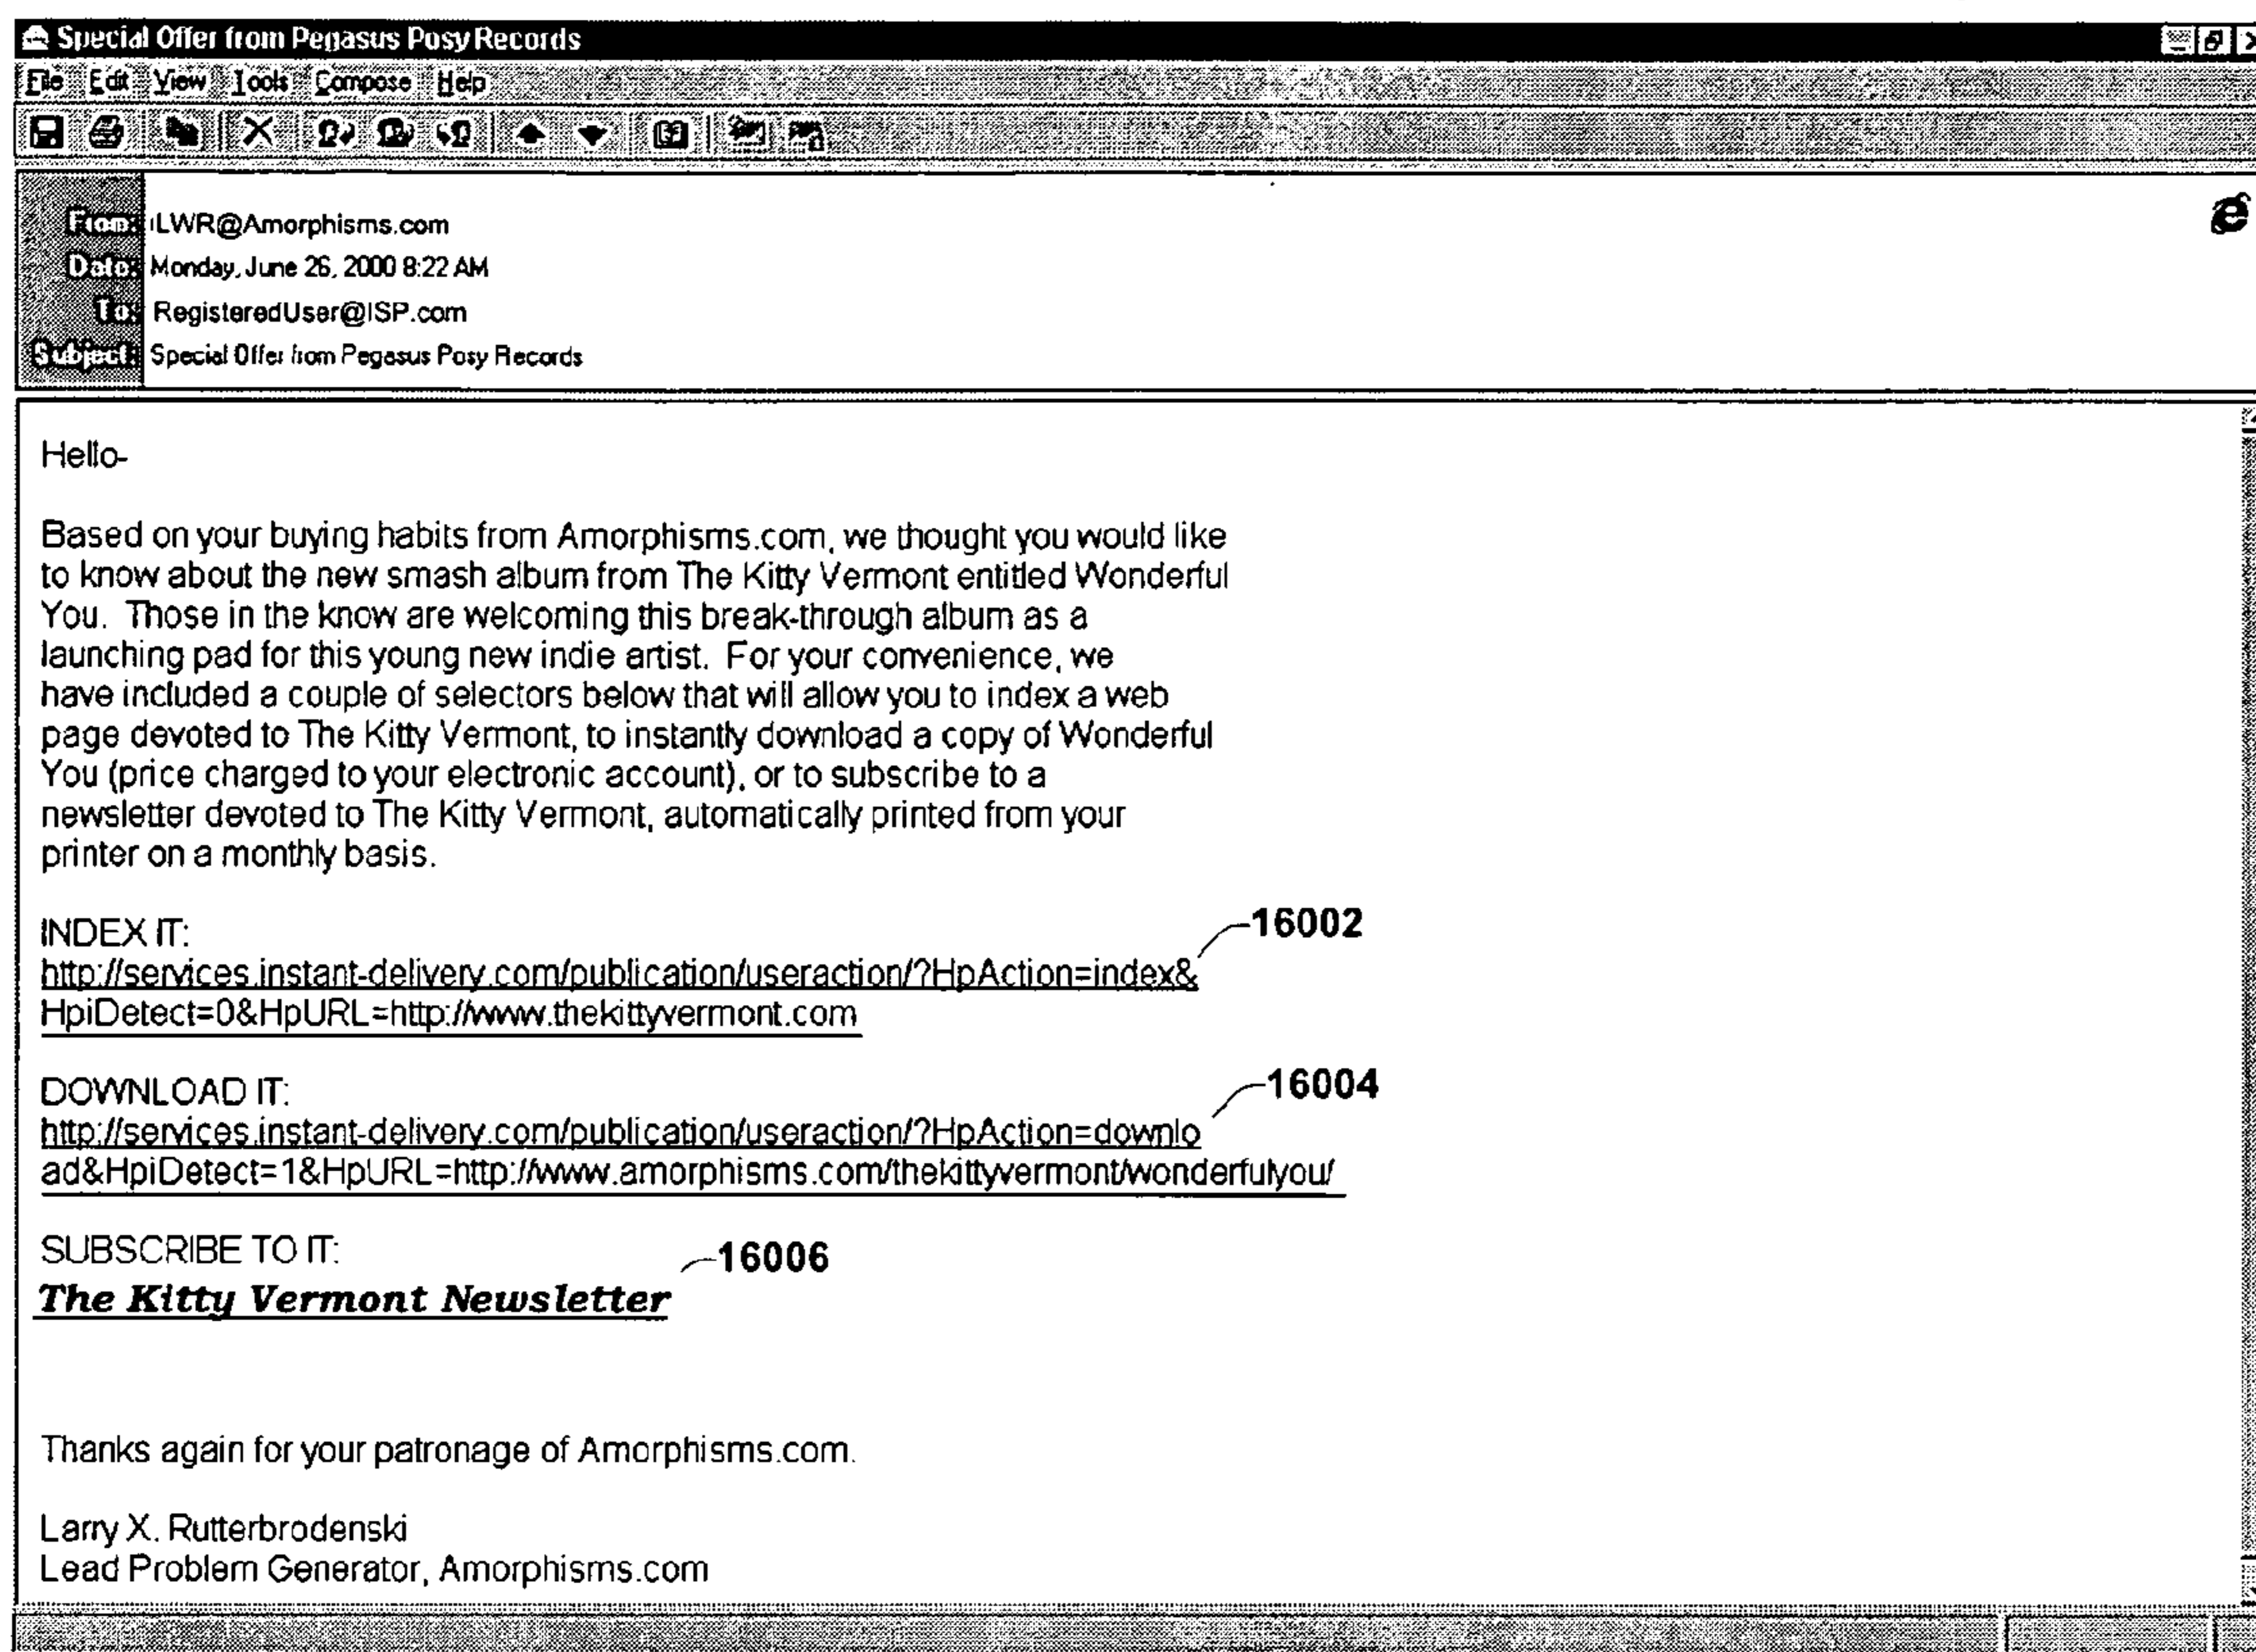 Special Offer from Pegasus Posy Records
File Edit View Tools Compose Help
From: iLWR@Amorphisms.com
Date: Monday, June 26, 2000 8:22 AM
To: RegisteredUser@ISP.com
Subject: Special Offer from Pegasus Posy Records
Hello-
Based on your buying habits from Amorphisms.com, we thought you would like
to know about the new smash album from The Kitty Vermont entitled Wonderful
You. Those in the know are welcoming this break-through album as a
launching pad for this young new indie artist. For your convenience, we
have included a couple of selectors below that will allow you to index a web
page devoted to The Kitty Vermont, to instantly download a copy of Wonderful
You (price charged to your electronic account), or to subscribe to a
newsletter devoted to The Kitty Vermont, automatically printed from your
printer on a monthly basis.
INDEX IT:
16002
http://services.instant-delivery.com/publication/useraction/?HpAction=index&
HpiDetect=0&HpURL=http://www.thekittyvermont.com
DOWNLOAD IT:
16004
http://services.instant-delivery.com/publication/useraction/?HpAction=downlo
ad&HpiDetect=1&HpURL=http://www.amorphisms.com/thekittyvermont/wonderfulyou/
SUBSCRIBE TO IT:
16006
The Kitty Vermont Newsletter
Thanks again for your patronage of Amorphisms.com.
Larry X. Rutterbrodenski
Lead Problem Generator, Amorphisms.com